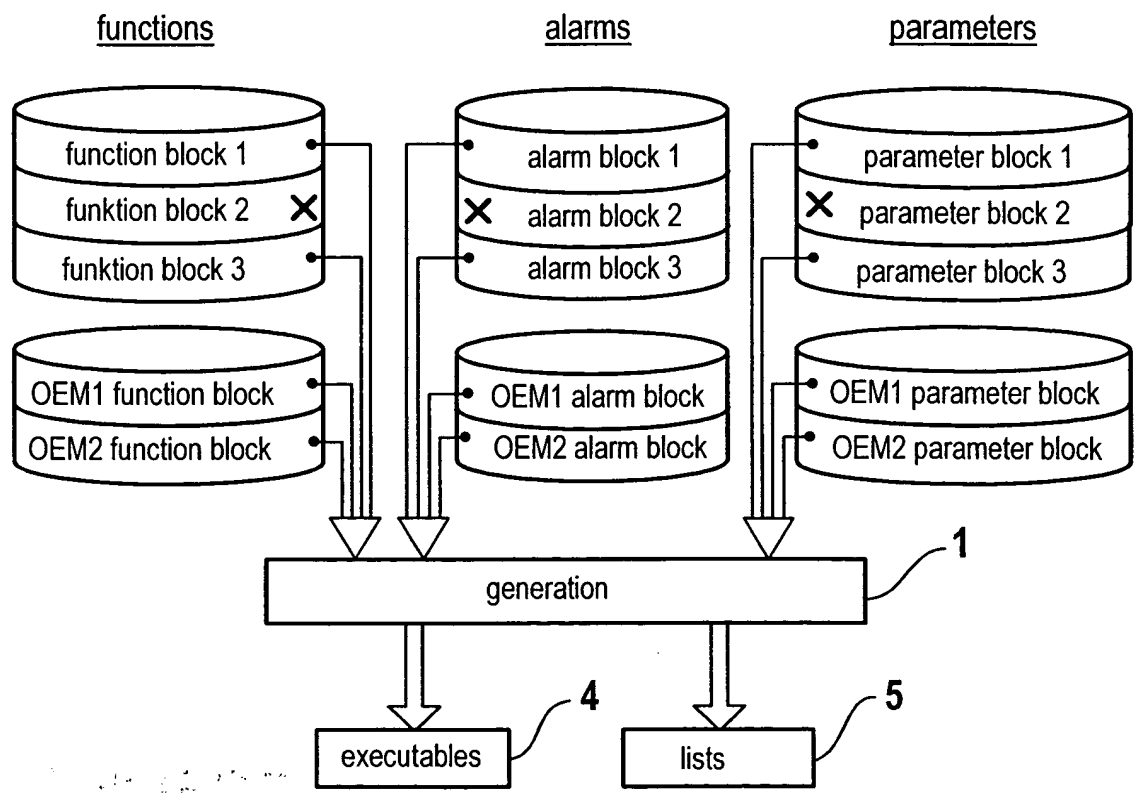 functions
alarms
parameters
function block 1
alarm block 1
parameter block 1
funktion block 2
alarm block 2
parameter block 2
funktion block 3
alarm block 3
parameter block 3
OEM1 function block
OEM1 alarm block
OEM1 parameter block
OEM2 function block
OEM2 alarm block
OEM2 parameter block
1
generation
4
5
executables
lists